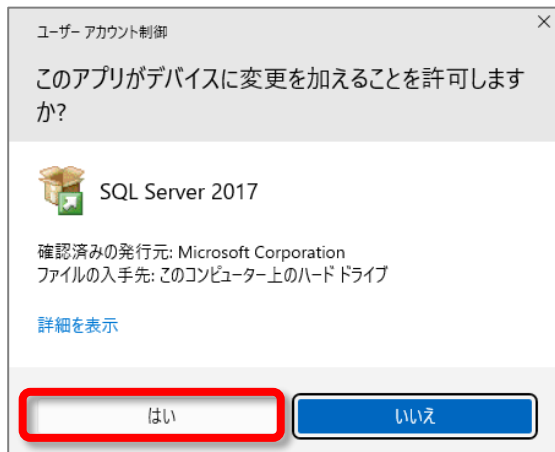 ユーザー アカウント制御
このアプリがデバイスに変更を加えることを許可します
か?
SQL Server 2017
確認済みの発行元: Microsoft Corporation
ファイルの入手先: このコンピューター上のハード ドライブ
詳細を表示
はい
いいえ